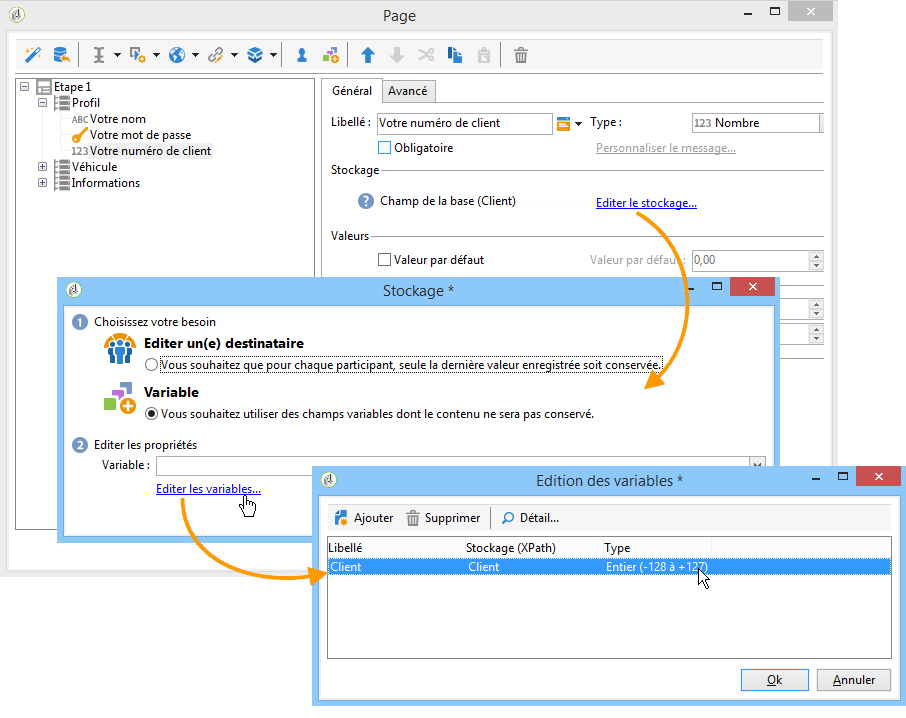 Page
Etape 1
Profil
ABC Votre nom
Votre mot de passe
123 Votre numéro de client
Véhicule
Informations
Général
Avancé
Libellé :
Votre numéro de client
Type :
123 Nombre
Obligatoire
Personnaliser le message...
Stockage
? Champ de la base (Client)
Editer le stockage...
Valeurs
Valeur par défaut
Valeur par défaut :
0,00
Stockage *
1 Choisissez votre besoin
Editer un(e) destinataire
Vous souhaitez que pour chaque participant, seule la dernière valeur enregistrée soit conservée.
Variable
Vous souhaitez utiliser des champs variables dont le contenu ne sera pas conservé.
2 Editer les propriétés
Variable :
Editer les variables...
Edition des variables *
Ajouter
Supprimer
Détail...
Libellé Stockage (XPath) Type
Client Client Entier (-128 à +127)
Ok
Annuler